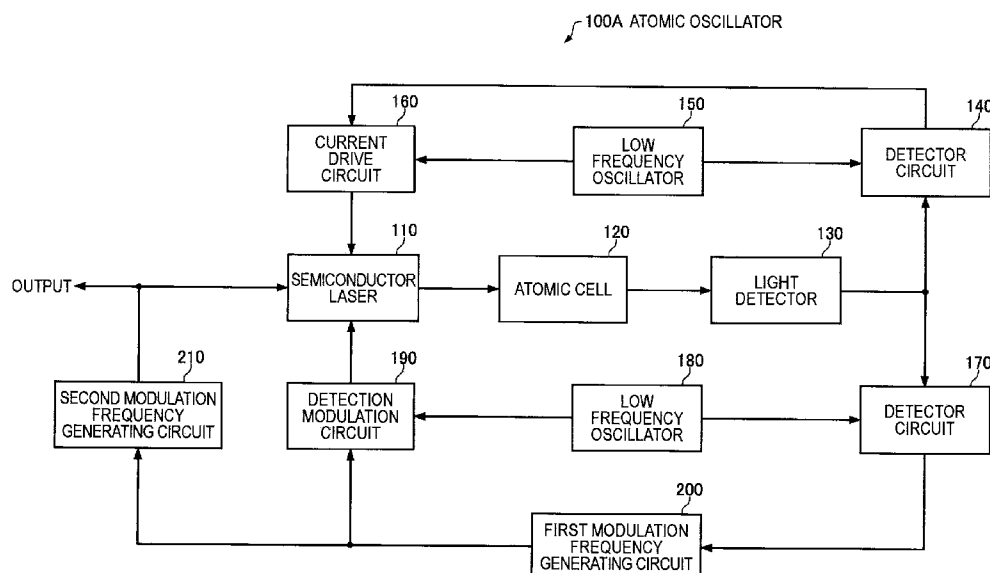 100A ATOMIC OSCILLATOR
160
CURRENT
DRIVE
CIRCUIT
150
LOW
FREQUENCY
OSCILLATOR
140
DETECTOR
CIRCUIT
OUTPUT
110
SEMICONDUCTOR
LASER
120
ATOMIC CELL
130
LIGHT
DETECTOR
210
SECOND MODULATION
FREQUENCY
GENERATING CIRCUIT
190
DETECTION
MODULATION
CIRCUIT
180
LOW
FREQUENCY
OSCILLATOR
170
DETECTOR
CIRCUIT
200
FIRST MODULATION
FREQUENCY
GENERATING CIRCUIT